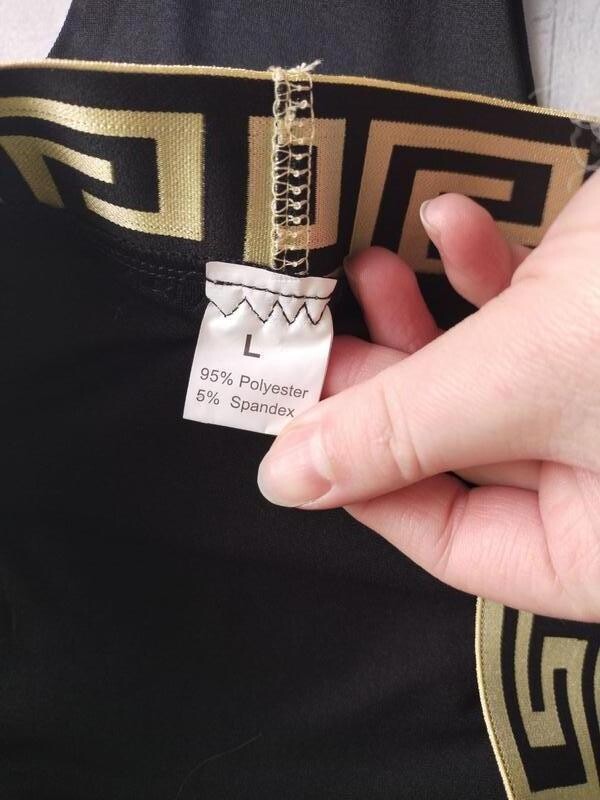 L
95% Polyester
5% Spandex